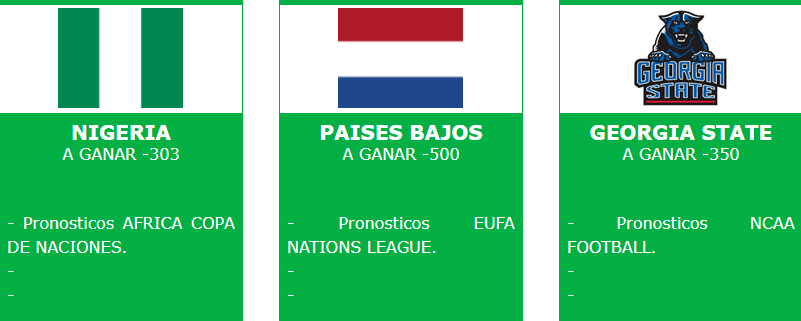 NIGERIA
A GANAR -303
- Pronosticos AFRICA COPA
DE NACIONES.
-
-
PAISES BAJOS
A GANAR -500
- Pronosticos EUFA
NATIONS LEAGUE.
-
-
GEORGIA
STATE
GEORGIA STATE
A GANAR -350
- Pronosticos NCAA
FOOTBALL.
-
-